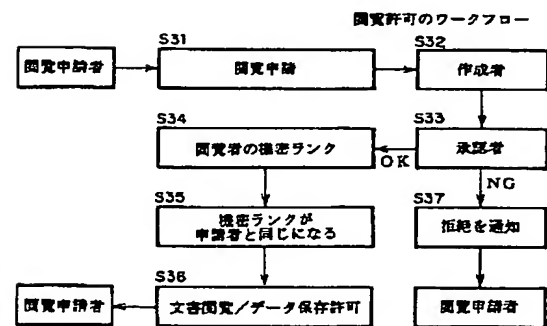 閲覧許可のワークフロー
S31
S32
閲覧申請者
閲覧申請
作成者
S34
S33
閲覧者の機密ランク
OK
承認者
NG
S35
S37
機密ランクが
申請者と同じになる
拒絶を通知
S36
閲覧申請者
文書閲覧/データ保存許可
閲覧申請者